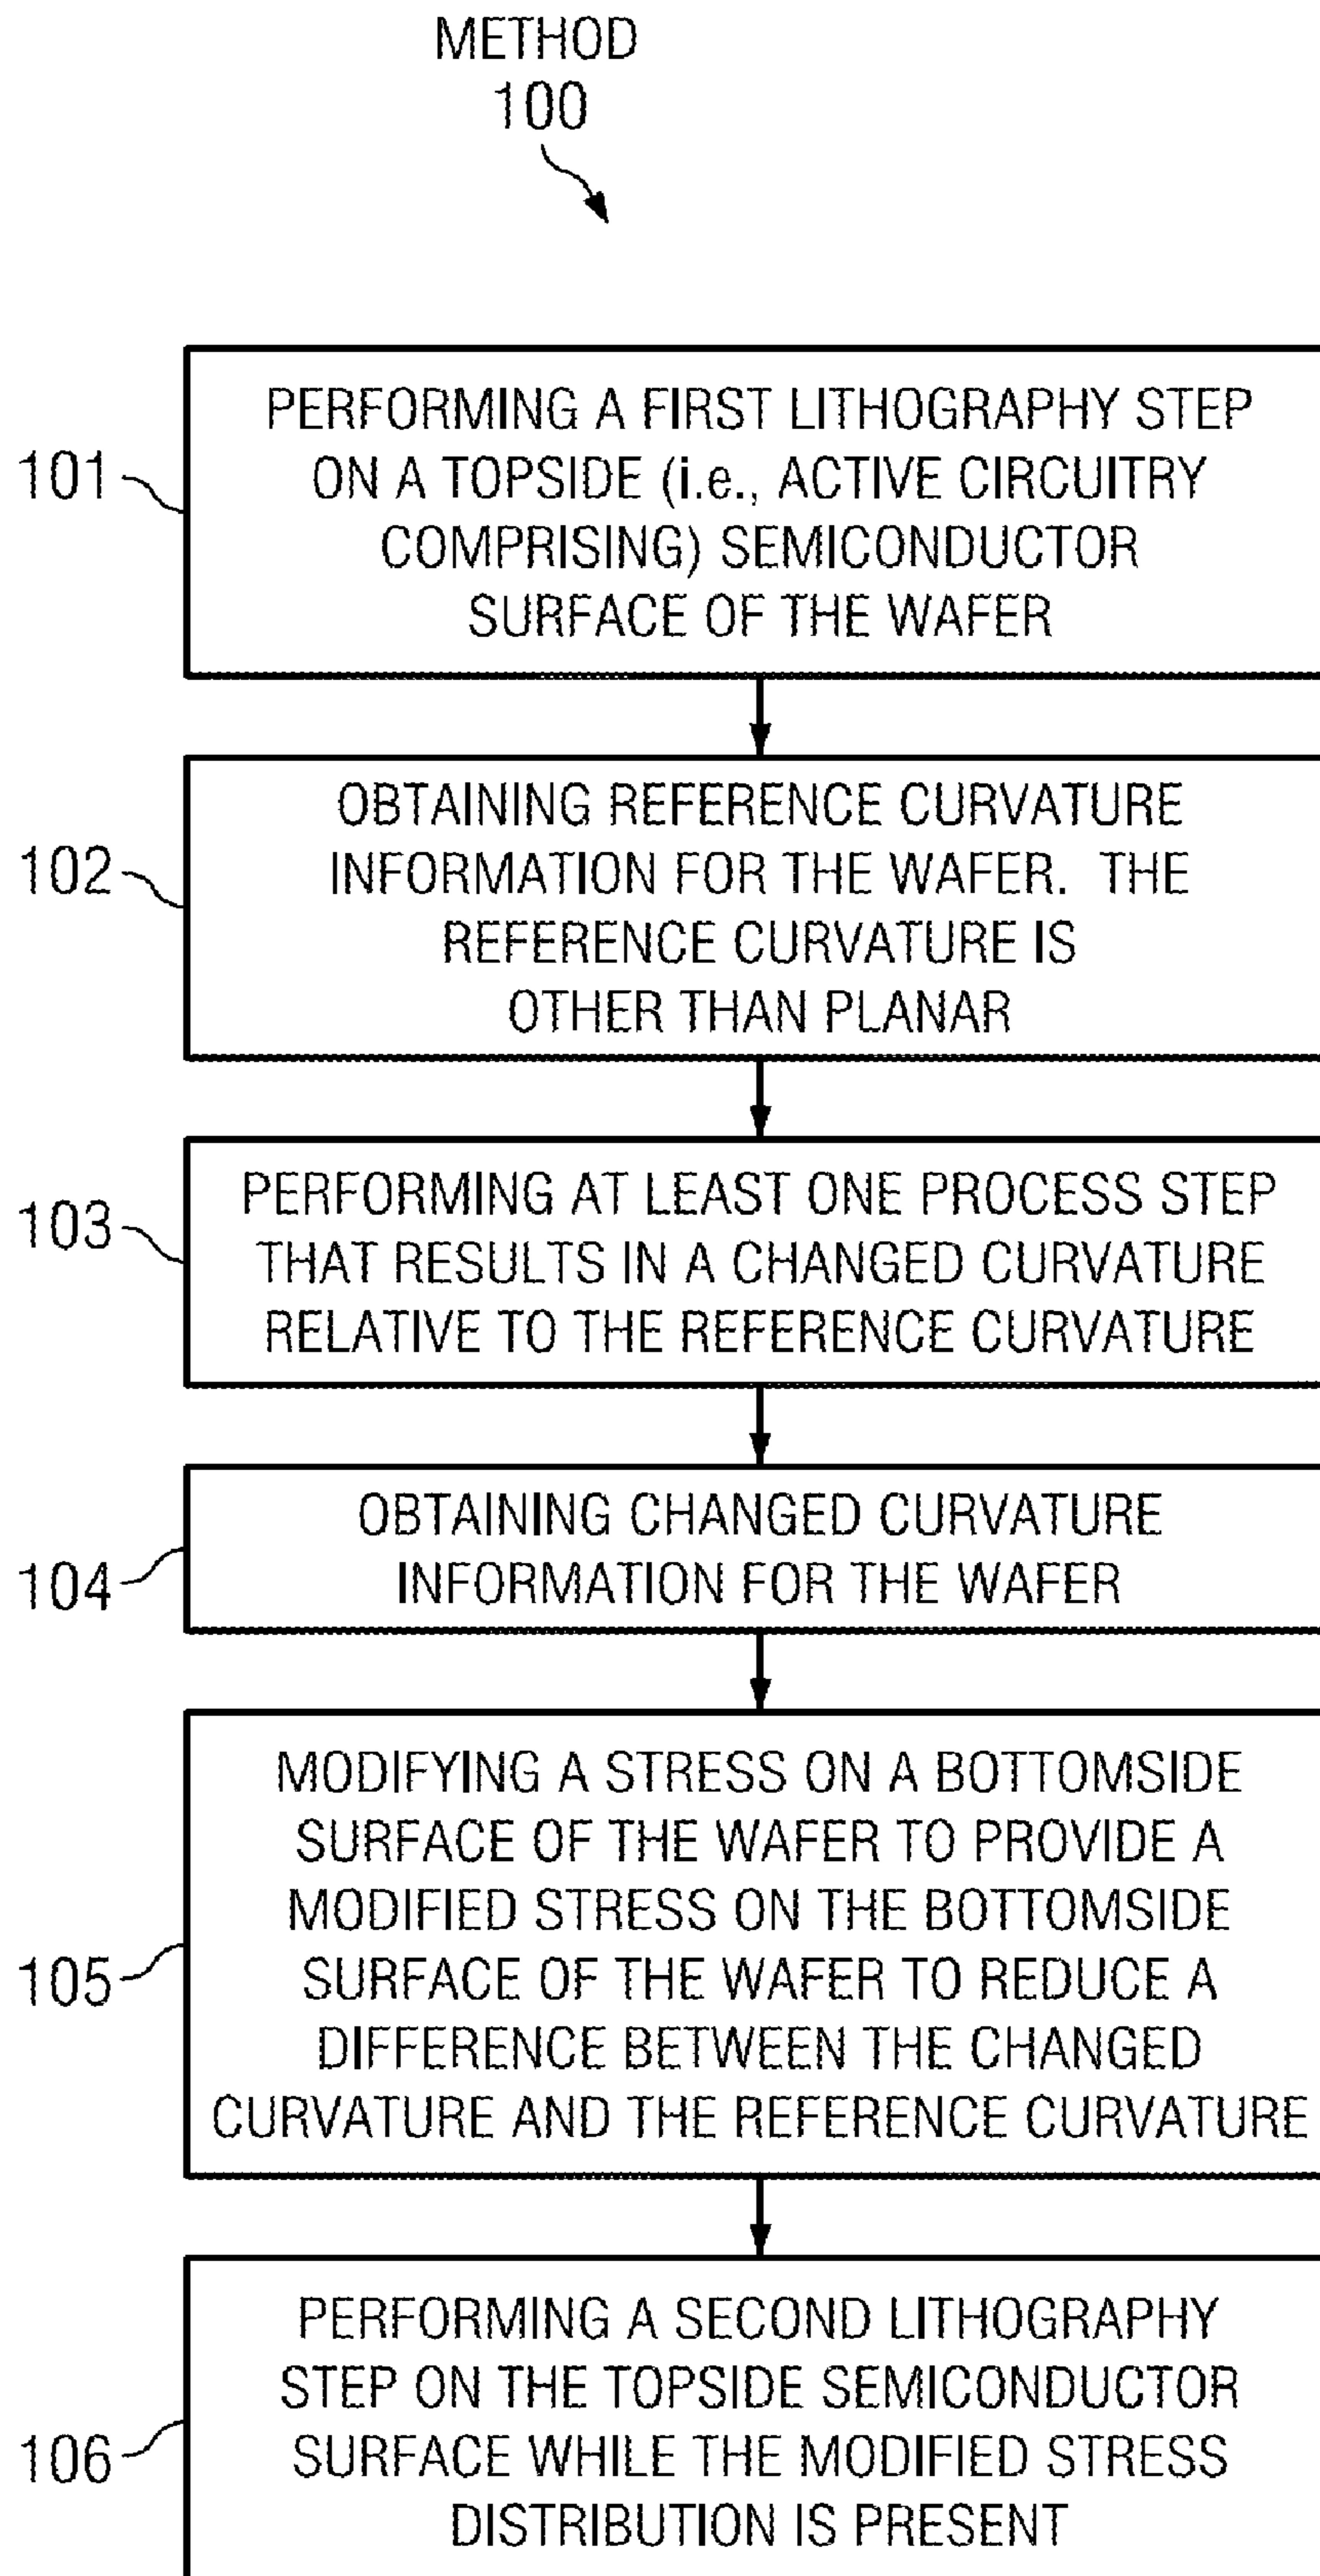 METHOD
100
101
PERFORMING A FIRST LITHOGRAPHY STEP
ON A TOPSIDE (i.e., ACTIVE CIRCUITRY
COMPRISING) SEMICONDUCTOR
SURFACE OF THE WAFER
102
OBTAINING REFERENCE CURVATURE
INFORMATION FOR THE WAFER. THE
REFERENCE CURVATURE IS
OTHER THAN PLANAR
103
PERFORMING AT LEAST ONE PROCESS STEP
THAT RESULTS IN A CHANGED CURVATURE
RELATIVE TO THE REFERENCE CURVATURE
104
OBTAINING CHANGED CURVATURE
INFORMATION FOR THE WAFER
105
MODIFYING A STRESS ON A BOTTOMSIDE
SURFACE OF THE WAFER TO PROVIDE A
MODIFIED STRESS ON THE BOTTOMSIDE
SURFACE OF THE WAFER TO REDUCE A
DIFFERENCE BETWEEN THE CHANGED
CURVATURE AND THE REFERENCE CURVATURE
106
PERFORMING A SECOND LITHOGRAPHY
STEP ON THE TOPSIDE SEMICONDUCTOR
SURFACE WHILE THE MODIFIED STRESS
DISTRIBUTION IS PRESENT